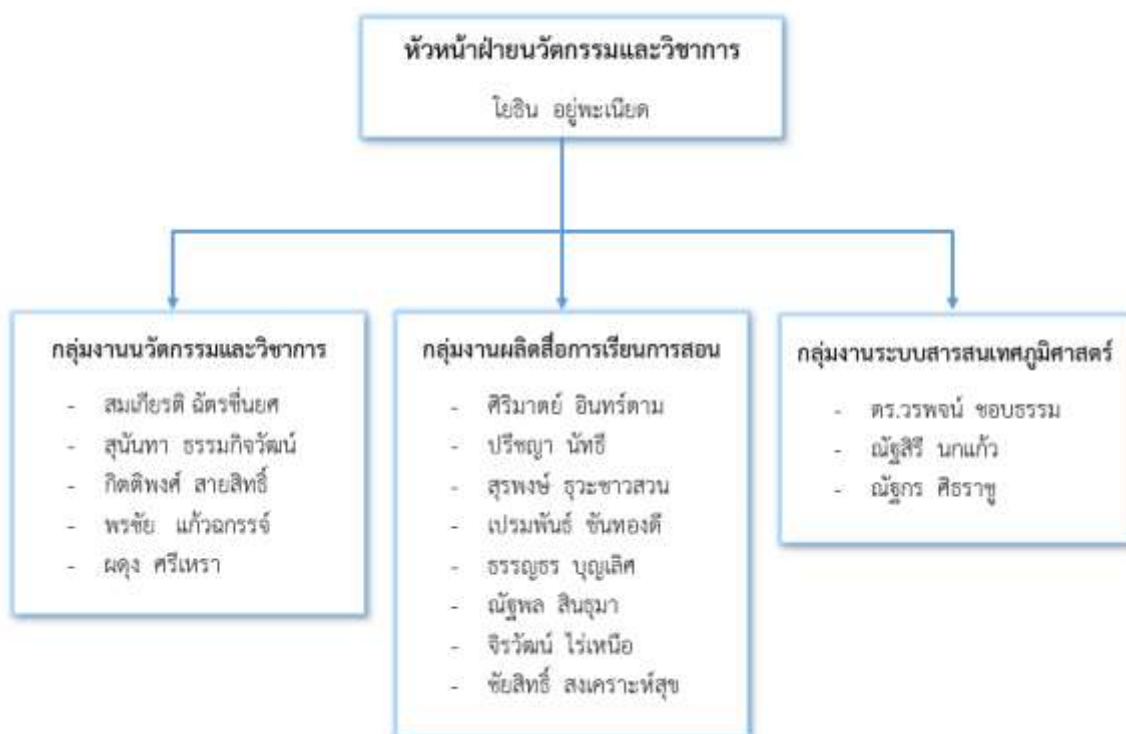 หัวหน้าฝ่ายนวัตกรรมและวิชาการ
โยธิน อยู่พะเนียด
กลุ่มงานนวัตกรรมและวิชาการ
- สมเกียรติ ฉัตรชื่นยศ
- สุนันทา ธรรมกิจวัฒน์
- กิตติพงศ์ สายสิทธิ์
- พรชัย แก้วฉกรรจ์
- ผดุง ศรีเหรา
กลุ่มงานผลิตสื่อการเรียนการสอน
- ศิริมาตย์ อินทร์ตาม
- ปรีชญา นัทธี
- สุรพงษ์ ธุวะชาวสวน
- เปรมพันธ์ ขันทองดี
- ธรรญธร บุญเลิศ
- ณัฐพล สินธุมา
- จิรวัฒน์ ไร่เหนือ
- ชัยสิทธิ์ สงเคราะห์สุข
กลุ่มงานระบบสารสนเทศภูมิศาสตร์
- ดร.วรพจน์ ชอบธรรม
- ณัฐสิรี นกแก้ว
- ณัฐกร ศิธราชู